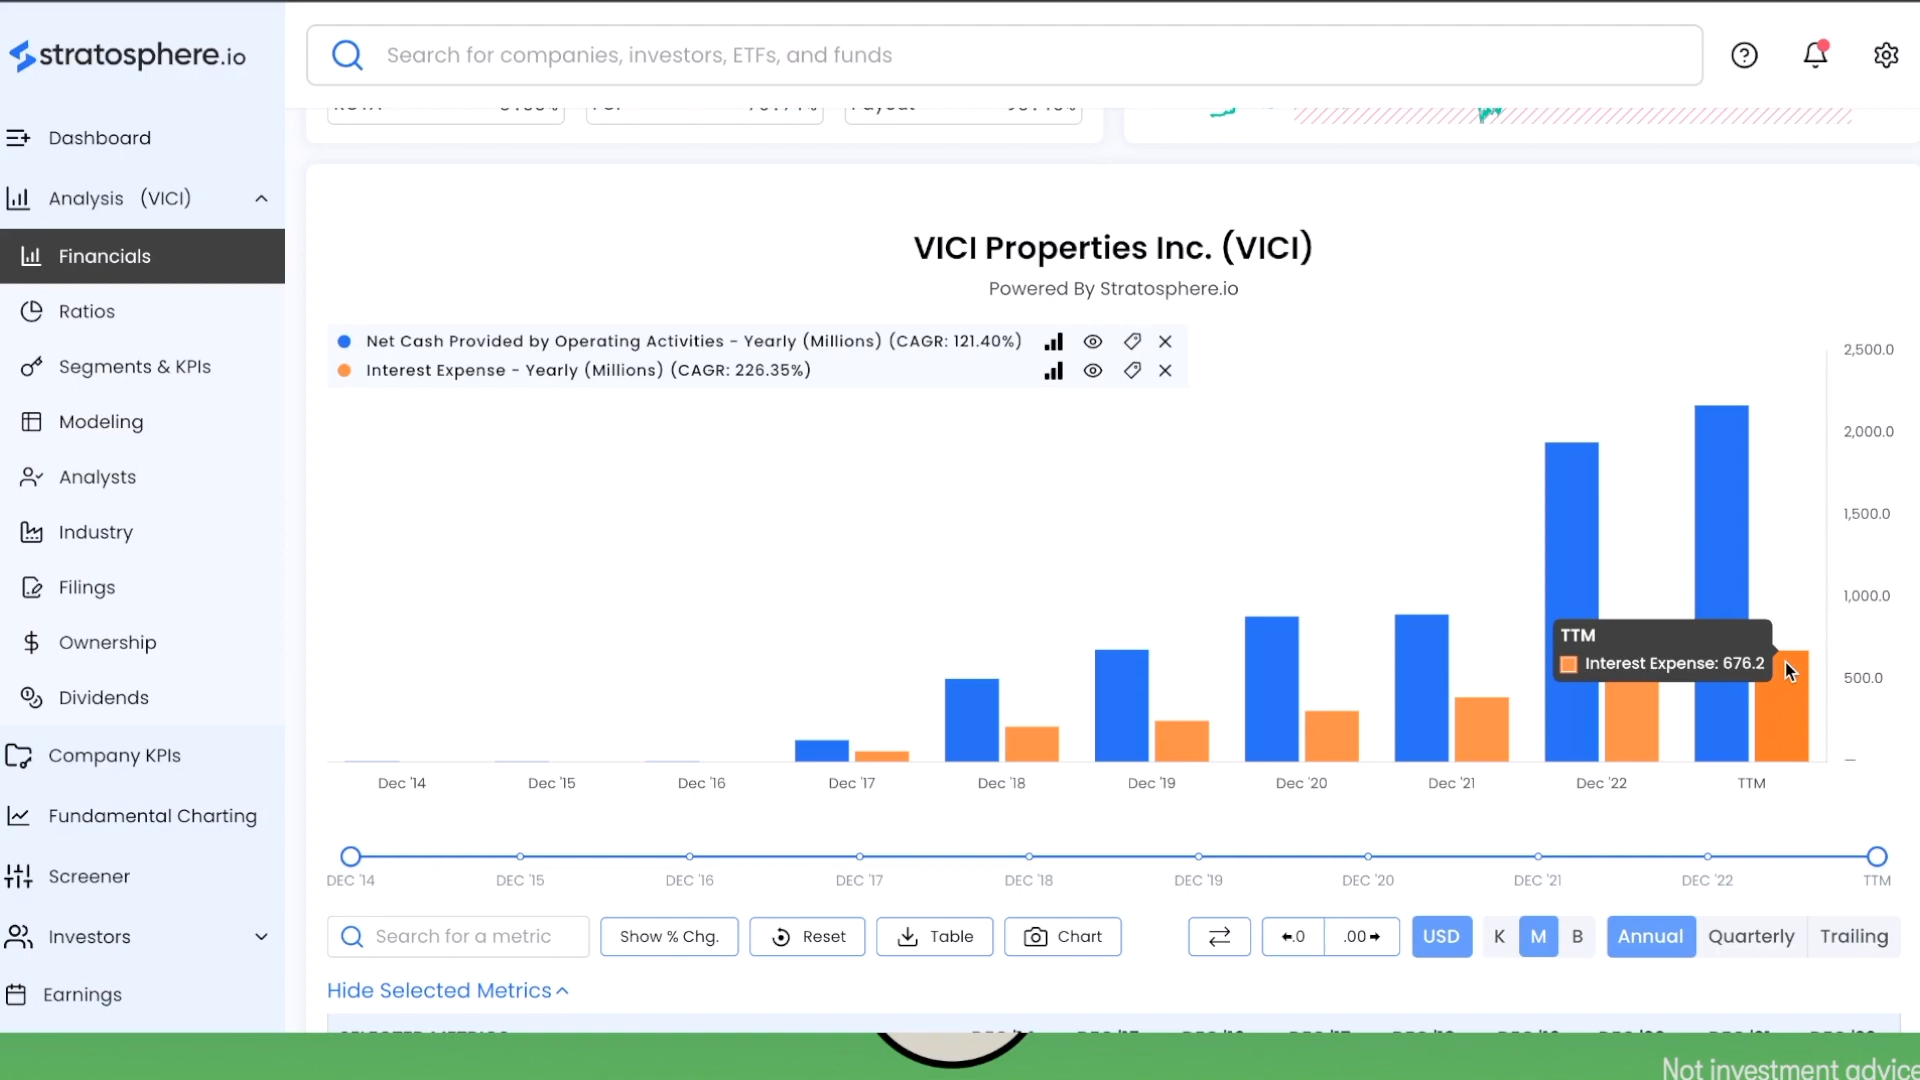 stratosphere.io
Search for companies, investors, ETFs, and funds
Dashboard
Analysis (VICI)
Financials
Ratios
Segments & KPIs
Modeling
Analysts
Industry
Filings
Ownership
Dividends
Company KPIs
Fundamental Charting
Screener
Investors
Earnings
VICI Properties Inc. (VICI)
Powered By Stratosphere.io
Net Cash Provided by Operating Activities - Yearly (Millions) (CAGR: 121.40%)
Interest Expense - Yearly (Millions) (CAGR: 226.35%)
2,500.0
2,000.0
1,500.0
1,000.0
500.0
TTM
Interest Expense: 676.2
Dec '14 Dec '15 Dec '16 Dec '17 Dec '18 Dec '19 Dec '20 Dec '21 Dec '22 TTM
DEC '14 DEC '15 DEC '16 DEC '17 DEC '18 DEC '19 DEC '20 DEC '21 DEC '22 TTM
Search for a metric Show % Chg. Reset Table Chart .0 .00 USD K M B Annual Quarterly Trailing
Hide Selected Metrics
Not investment advice